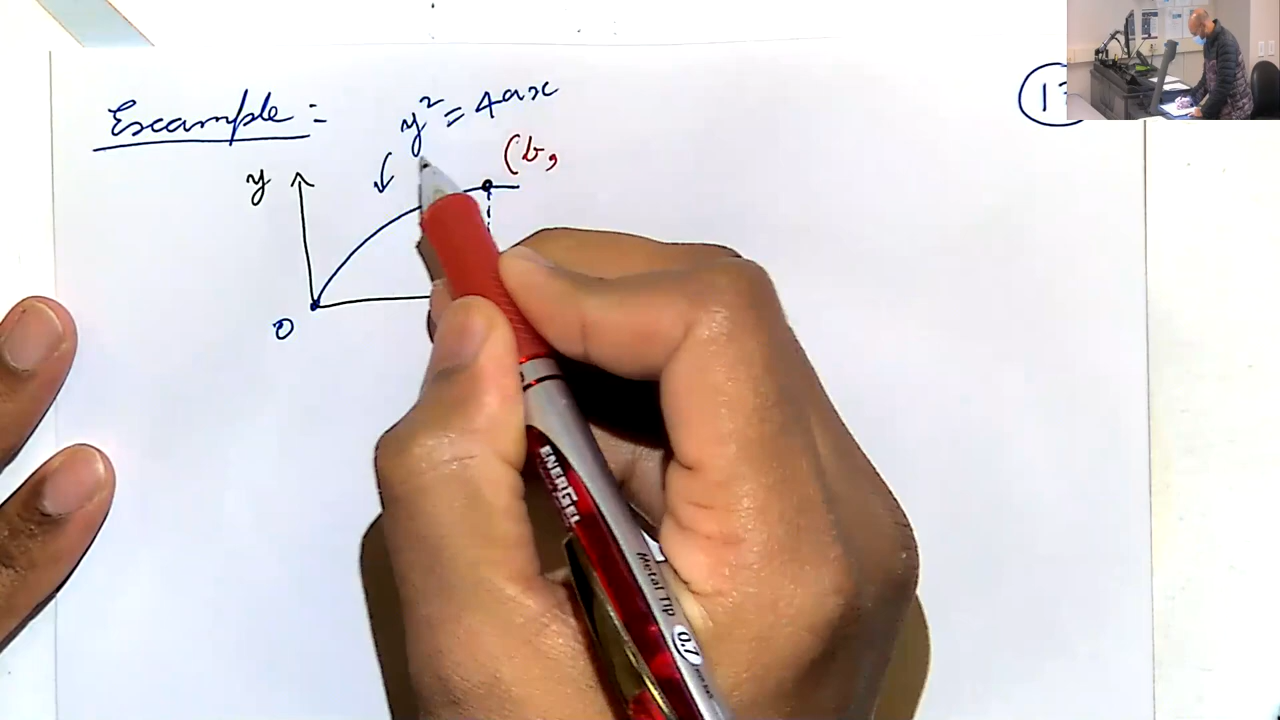 Example:
y² = 4ax
(b,
y
O
ENERGEL
Metal Tip
0.7